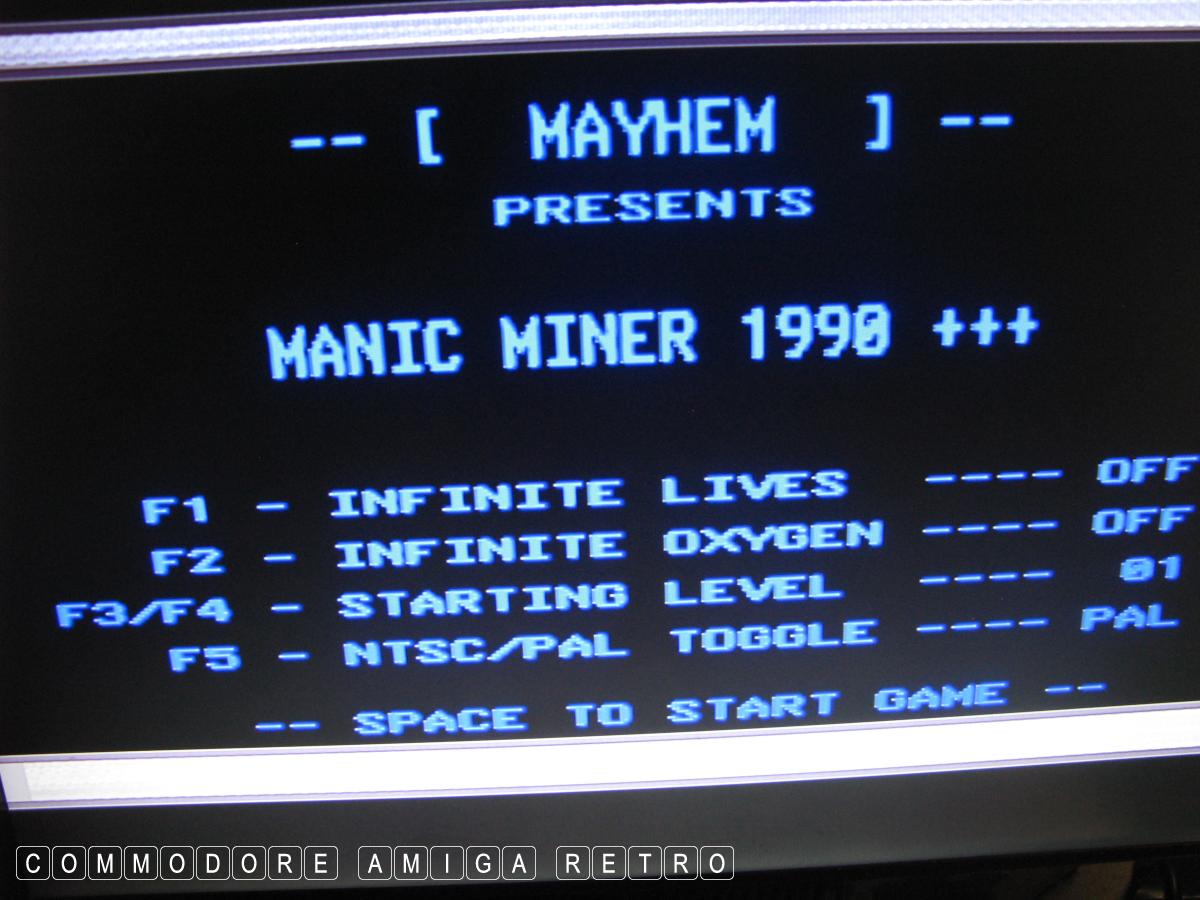 -- [ MAYHEM ] --
PRESENTS
MANIC MINER 1990 +++
F1 - INFINITE LIVES ---- OFF
F2 - INFINITE OXYGEN ---- OFF
F3/F4 - STARTING LEVEL ---- 01
F5 - NTSC/PAL TOGGLE ---- PAL
-- SPACE TO START GAME --
COMMODORE AMIGA RETRO